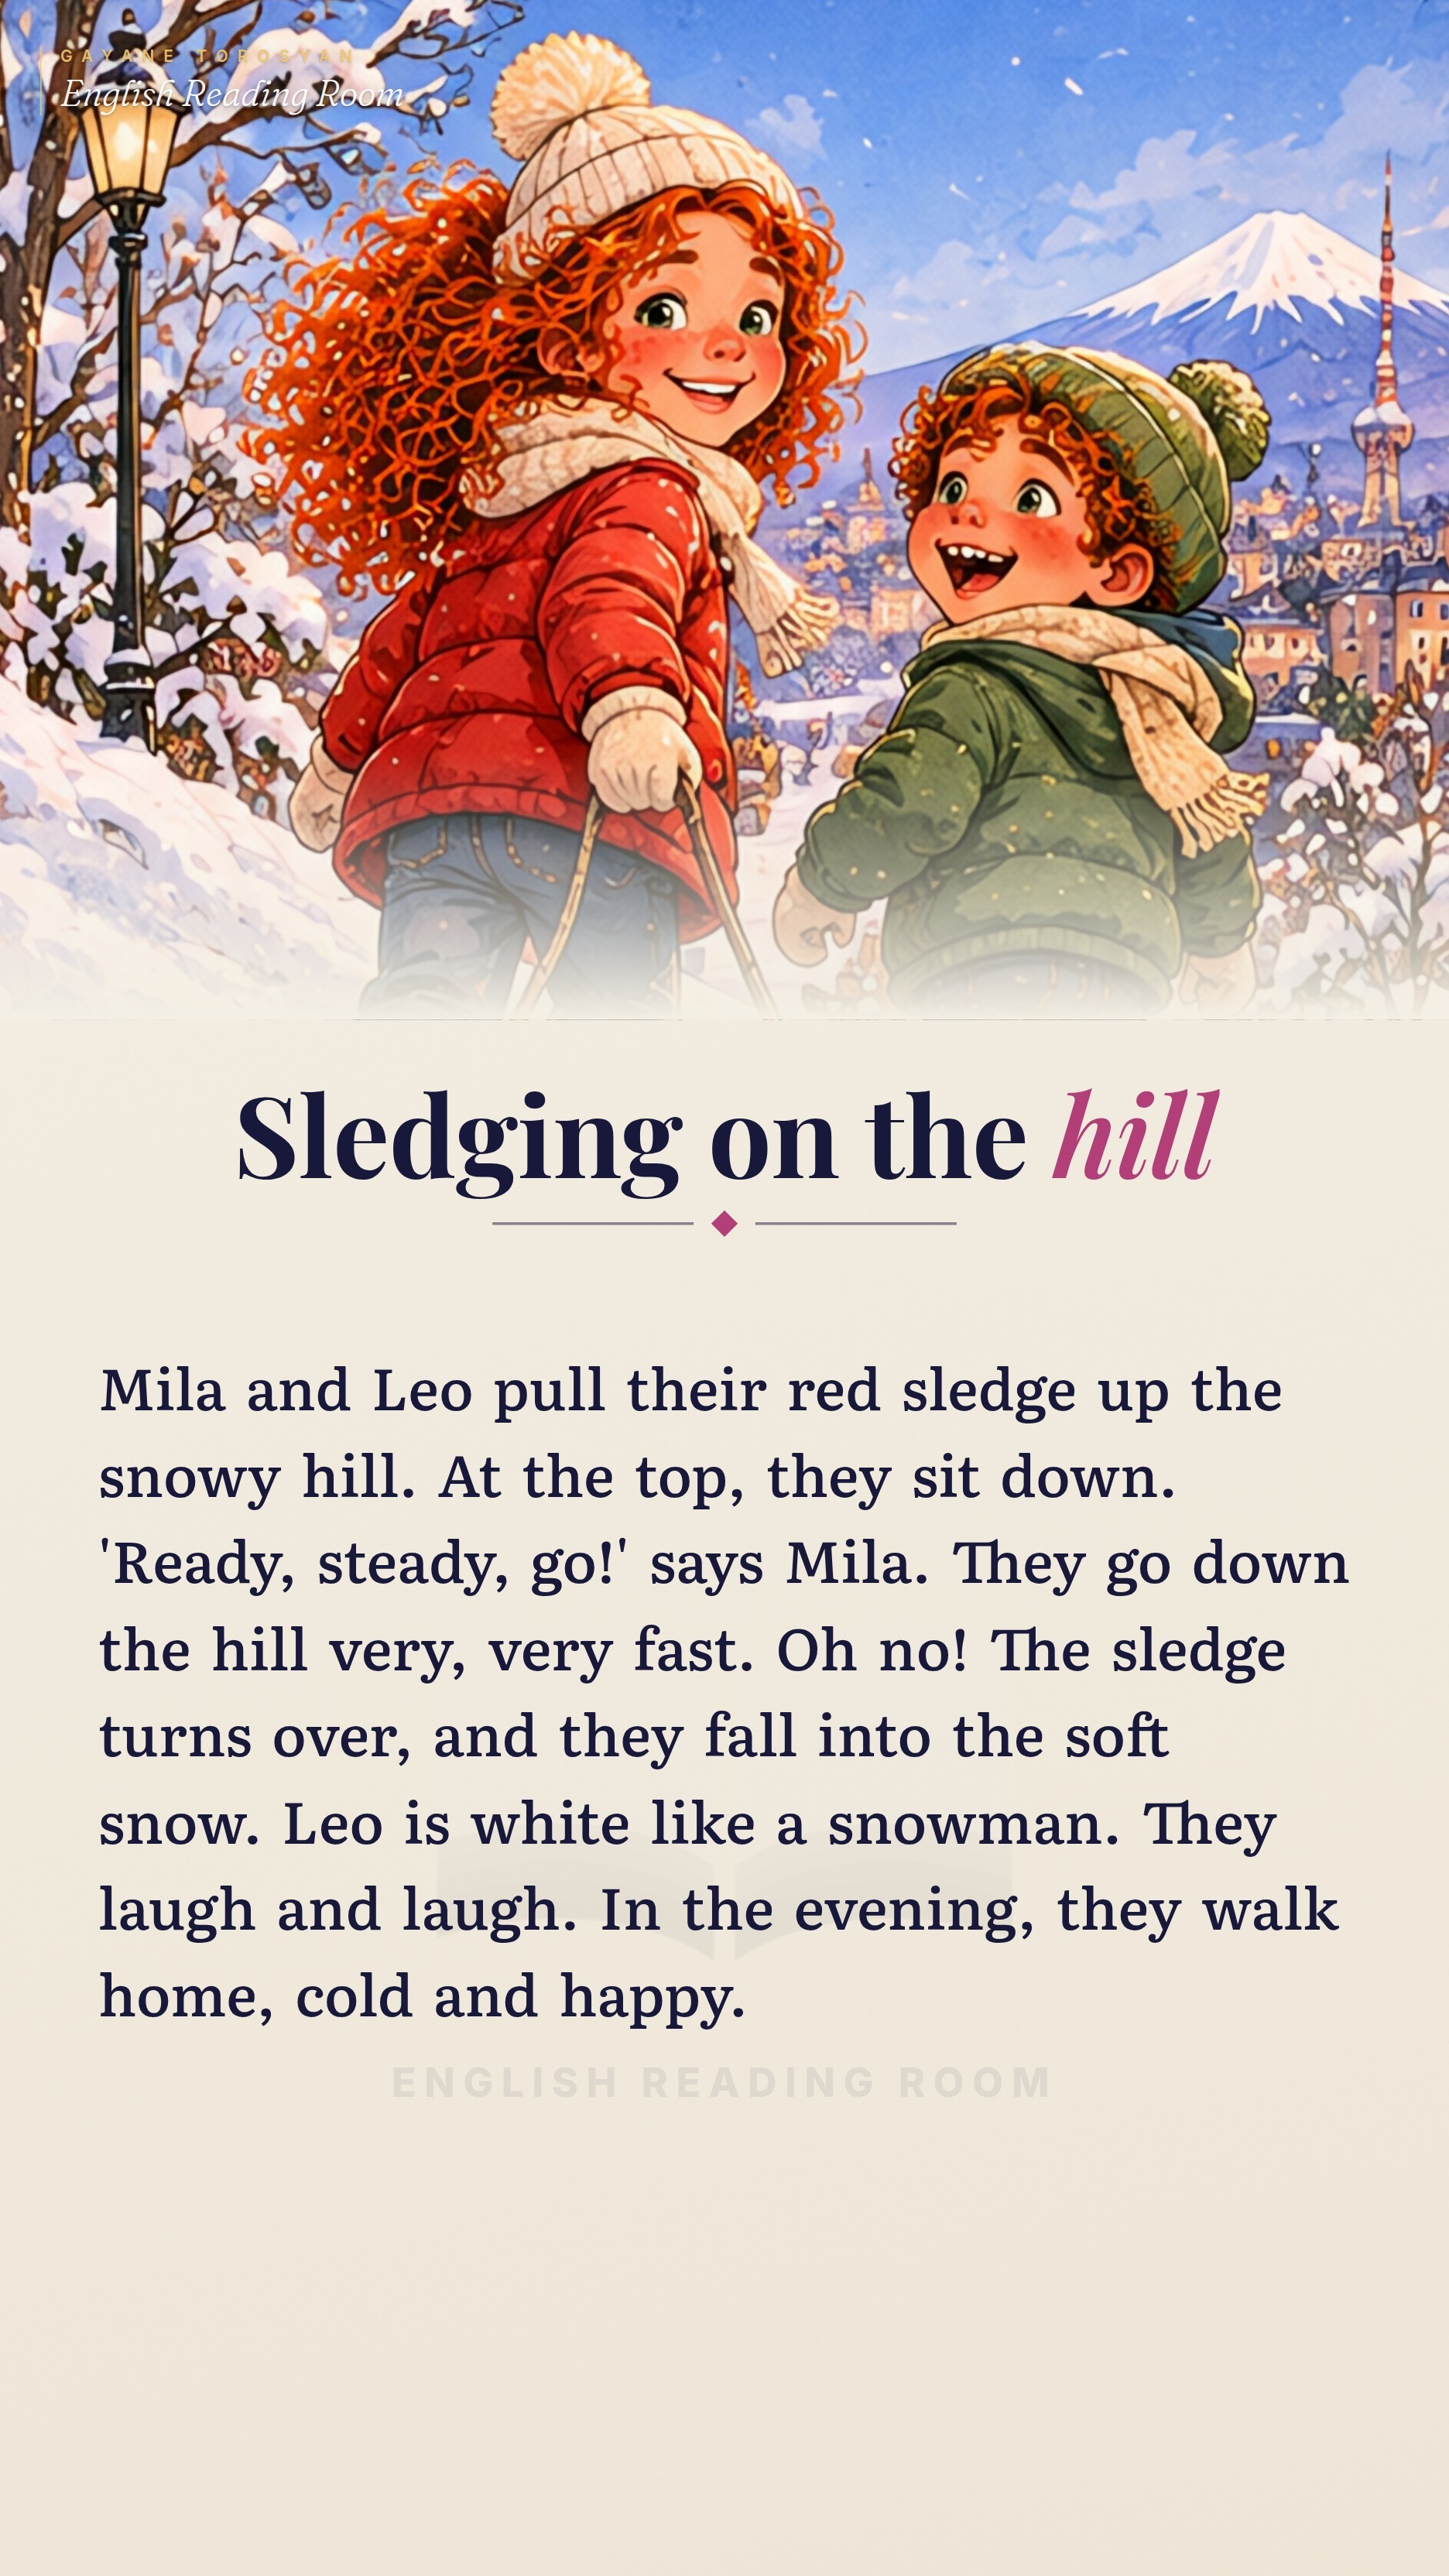 GAYANE TOROSYAN
English Reading Room
Sledging on the hill
Mila and Leo pull their red sledge up the
snowy hill. At the top, they sit down.
'Ready, steady, go!' says Mila. They go down
the hill very, very fast. Oh no! The sledge
turns over, and they fall into the soft
snow. Leo is white like a snowman. They
laugh and laugh. In the evening, they walk
home, cold and happy.
ENGLISH READING ROOM